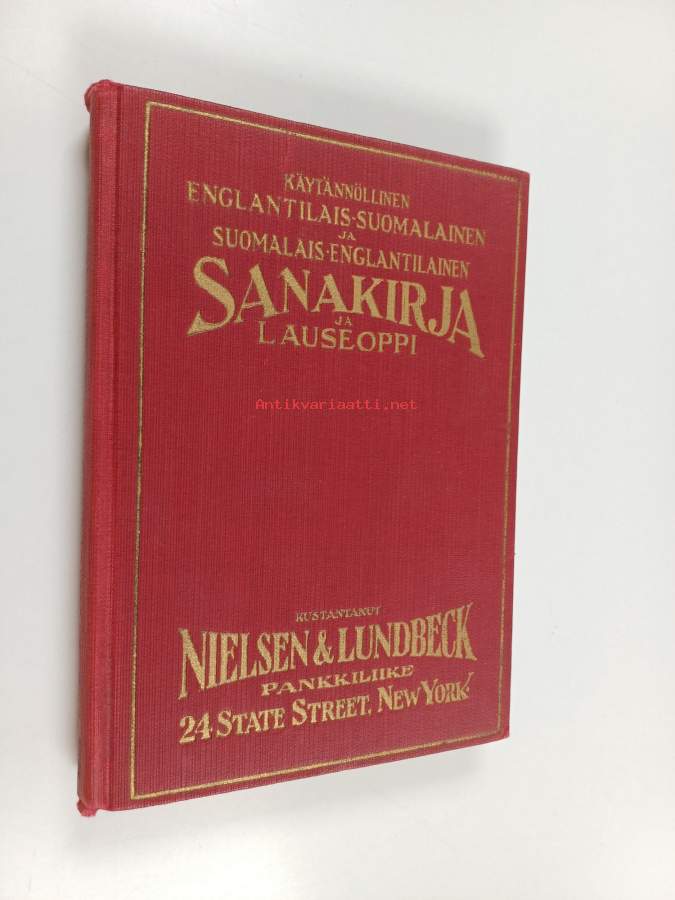 KÄYTÄNNÖLLINEN
ENGLANTILAIS-SUOMALAINEN
JA
SUOMALAIS-ENGLANTILAINEN
SANAKIRJA
JA
LAUSEOPPI
Antikvariaatti.net
KUSTANTANUT
NIELSEN & LUNDBECK
PANKKILIIKE
24 STATE STREET, NEW YORK.